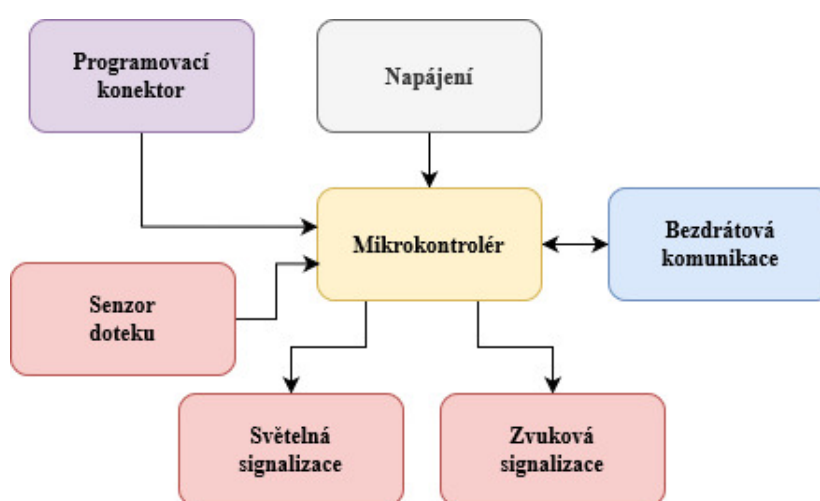 Programovací
konektor
Napájení
Mikrokontrolér
Bezdrátová
komunikace
Senzor
doteku
Světelná
signalizace
Zvuková
signalizace